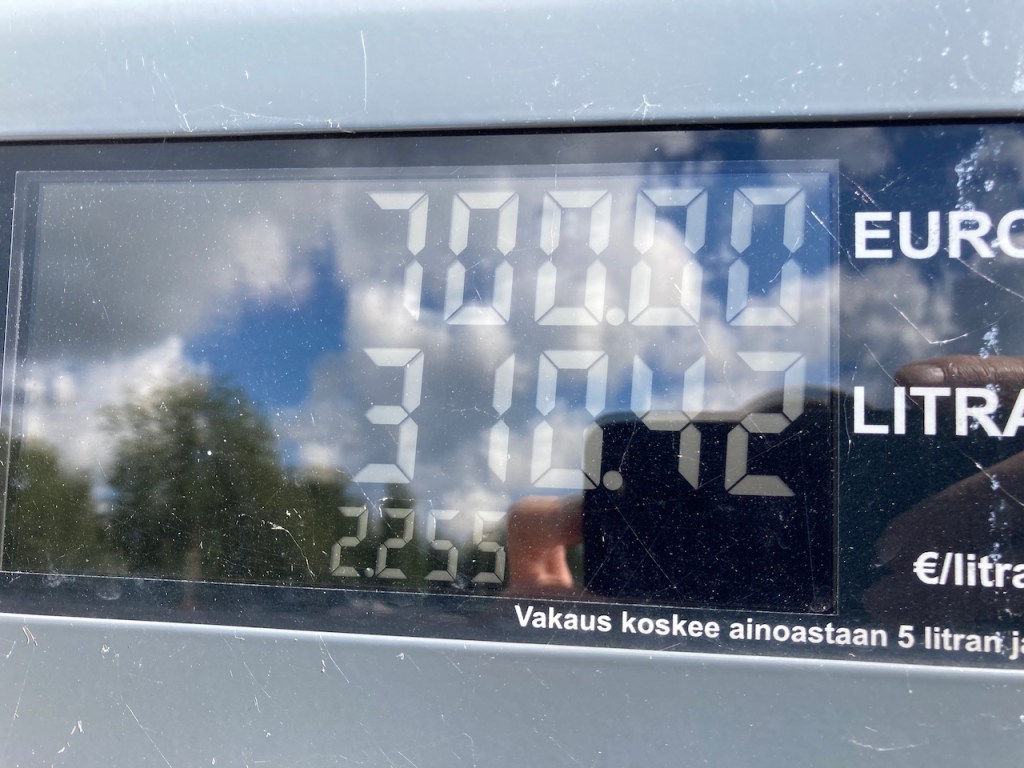 700.00 EURO
310.42 LITRA
2.255 €/litra
Vakaus koskee ainoastaan 5 litran ja